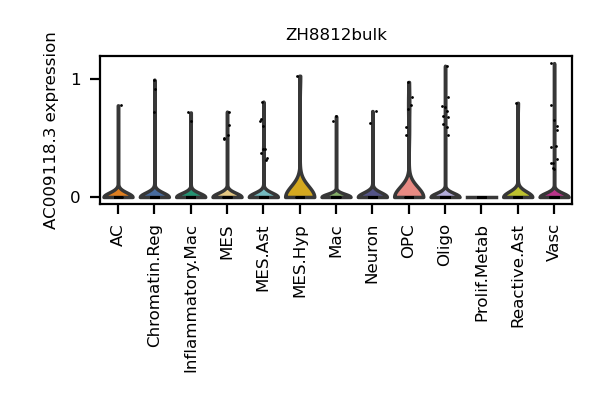 ZH8812bulk
AC009118.3 expression
1
0
AC
Chromatin.Reg
Inflammatory.Mac
MES
MES.Ast
MES.Hyp
Mac
Neuron
OPC
Oligo
Prolif.Metab
Reactive.Ast
Vasc